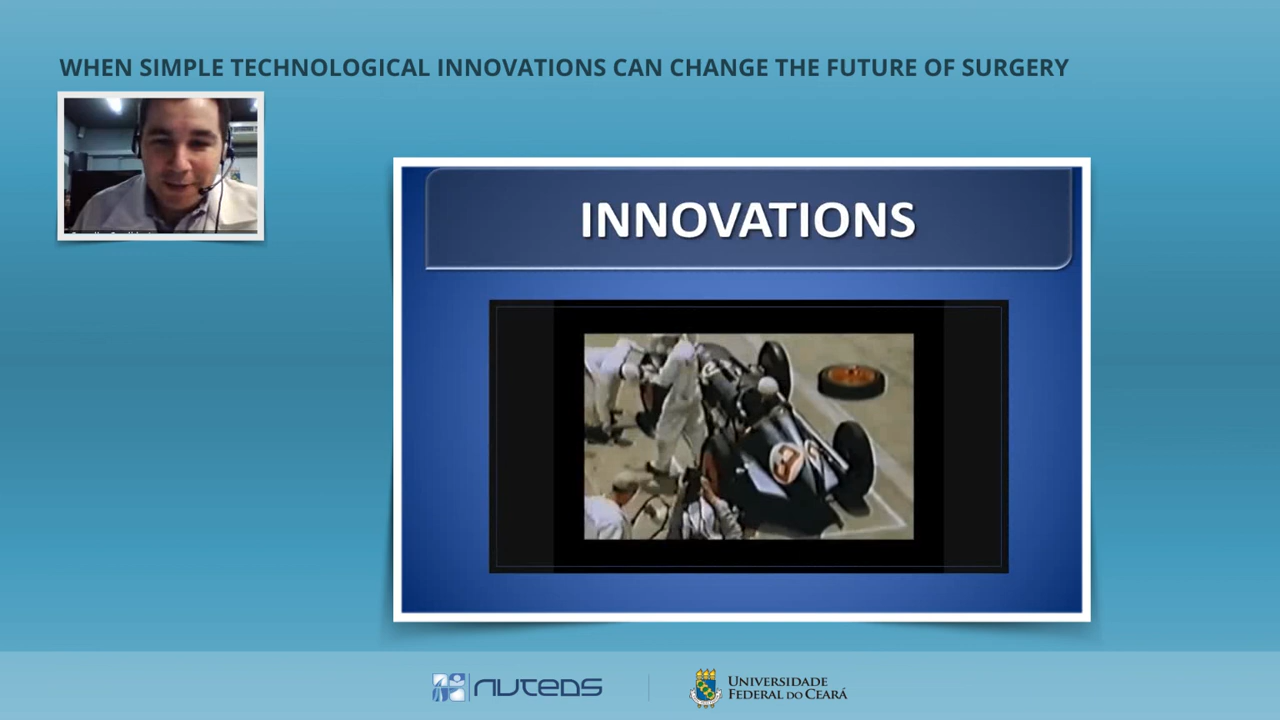 WHEN SIMPLE TECHNOLOGICAL INNOVATIONS CAN CHANGE THE FUTURE OF SURGERY
INNOVATIONS
NUTEDS
UNIVERSIDADE
FEDERAL DO CEARÁ